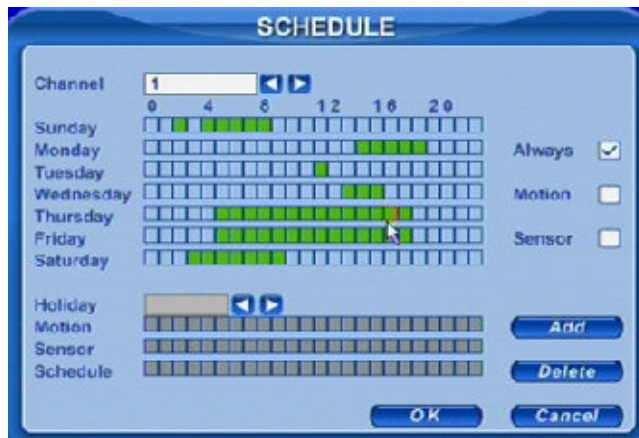 SCHEDULE
Channel 1
0 4 8 12 16 20
Sunday
Monday
Always
Tuesday
Wednesday
Motion
Thursday
Friday
Sensor
Saturday
Holiday
Motion
Add
Sensor
Schedule
Delete
OK Cancel